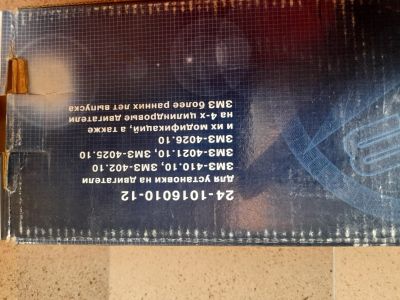 24-1016010-12
для установки на двигатели
ЗМЗ-410.10, ЗМЗ-402.10
ЗМЗ-4021.10, ЗМЗ-4025.10
ЗМЗ-4026.10
и их модификаций, а также
на 4-х цилиндровые двигатели
ЗМЗ более ранних лет выпуска